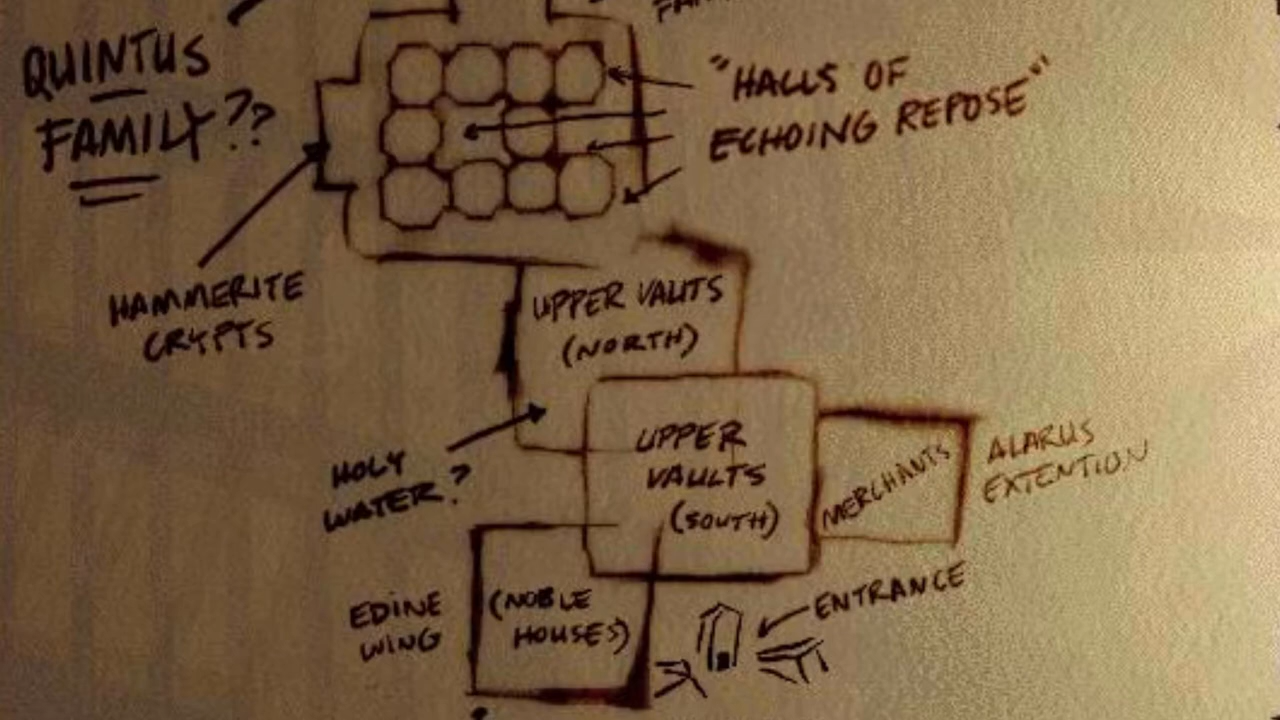 QUINTUS
FAMILY??
"HALLS OF
ECHOING REPOSE"
HAMMERITE
CRYPTS
UPPER VAULTS
(NORTH)
HOLY
WATER?
UPPER
VAULTS
(SOUTH)
MERCHANTS
ALARUS
EXTENTION
EDINE
WING
(NOBLE
HOUSES)
ENTRANCE